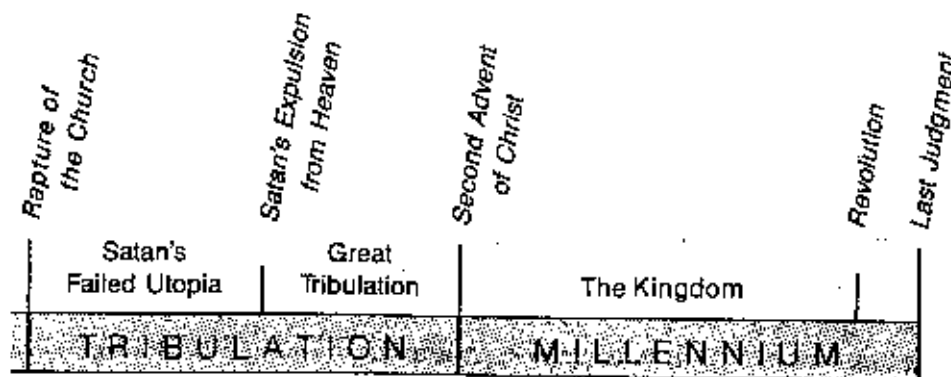 Rapture of
the Church
Satan's Expulsion
from Heaven
Second Advent
of Christ
Revolution
Last Judgment
Satan's
Failed Utopia
Great
Tribulation
The Kingdom
TRIBULATION
MILLENNIUM